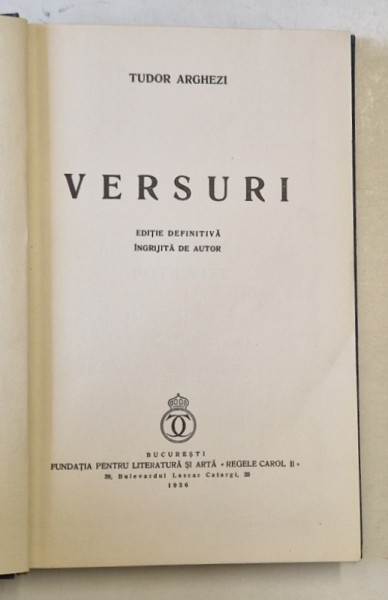 TUDOR ARGHEZI
VERSURI
EDIȚIE DEFINITIVĂ
ÎNGRIJITĂ DE AUTOR
BUCUREȘTI
FUNDAȚIA PENTRU LITERATURĂ ȘI ARTĂ «REGELE CAROL II»
39, Bulevardul Lascar Catargi, 39
1936